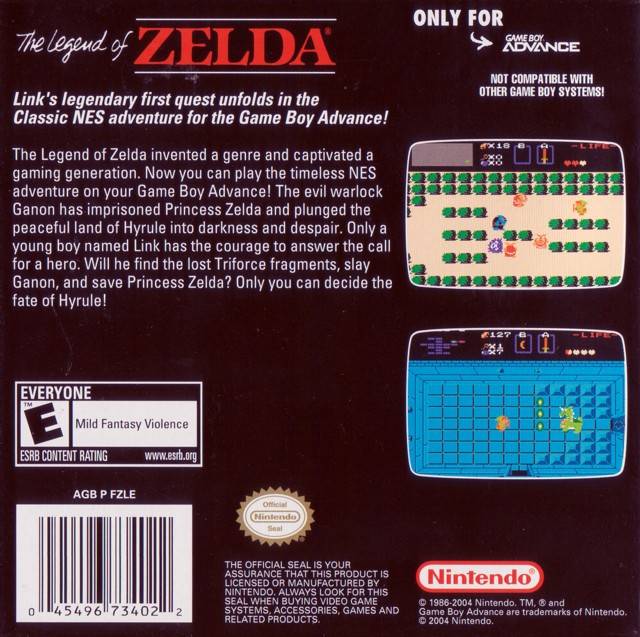 The Legend of ZELDA®
ONLY FOR
GAME BOY ADVANCE
NOT COMPATIBLE WITH
OTHER GAME BOY SYSTEMS!
Link's legendary first quest unfolds in the
Classic NES adventure for the Game Boy Advance!
The Legend of Zelda invented a genre and captivated a
gaming generation. Now you can play the timeless NES
adventure on your Game Boy Advance! The evil warlock
Ganon has imprisoned Princess Zelda and plunged the
peaceful land of Hyrule into darkness and despair. Only a
young boy named Link has the courage to answer the call
for a hero. Will he find the lost Triforce fragments, slay
Ganon, and save Princess Zelda? Only you can decide the
fate of Hyrule!
X18 B A -LIFE-
X0
X0
127 B A -LIFE-
X1
X7
EVERYONE
E™
Mild Fantasy Violence
ESRB CONTENT RATING www.esrb.org
AGB P FZLE
0 45496 73402 2
Official
Nintendo
Seal
THE OFFICIAL SEAL IS YOUR
ASSURANCE THAT THIS PRODUCT IS
LICENSED OR MANUFACTURED BY
NINTENDO. ALWAYS LOOK FOR THIS
SEAL WHEN BUYING VIDEO GAME
SYSTEMS, ACCESSORIES, GAMES AND
RELATED PRODUCTS.
Nintendo®
© 1986-2004 Nintendo. TM, ® and
Game Boy Advance are trademarks of Nintendo.
© 2004 Nintendo.